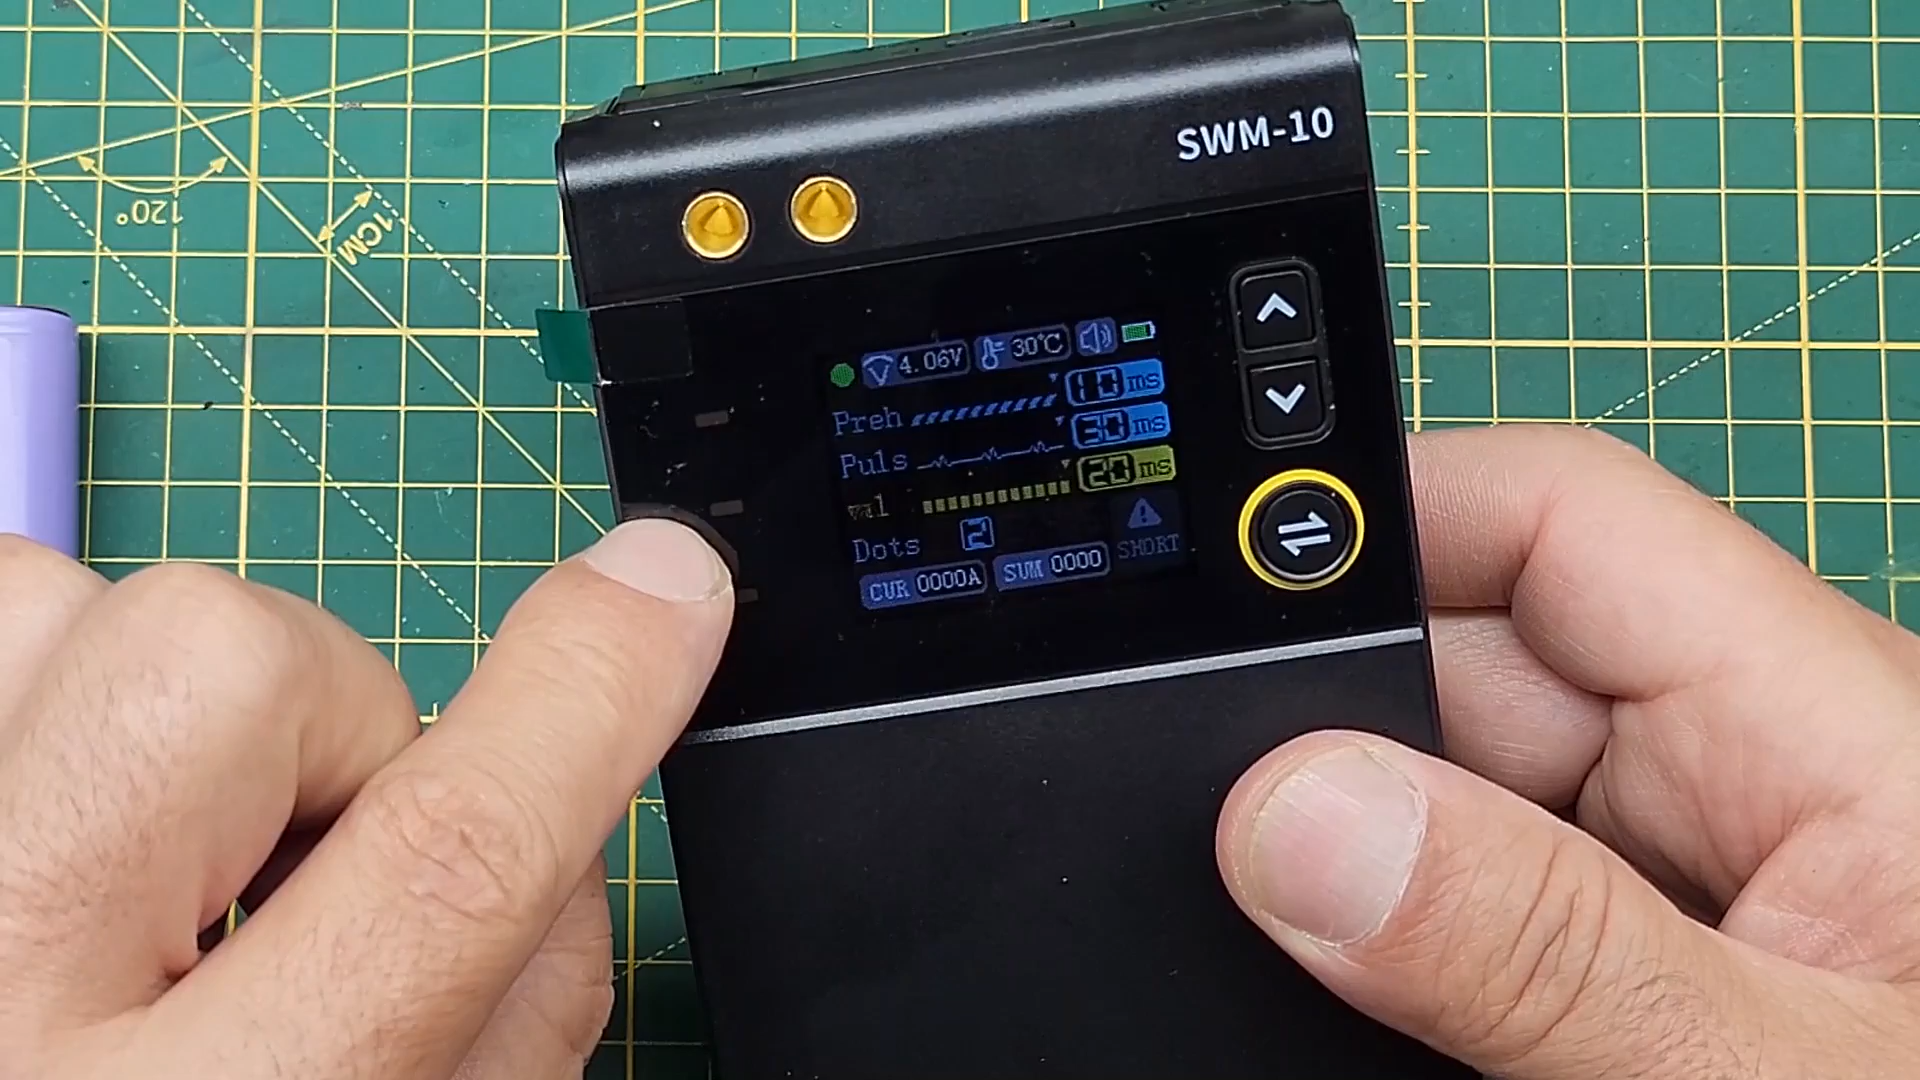 SWM-10
120°
1CM
4.06V 30℃
Preh 10 ms
Puls 30 ms
20 ms
Dots 2 SHORT
CUR 0000A SUM 0000